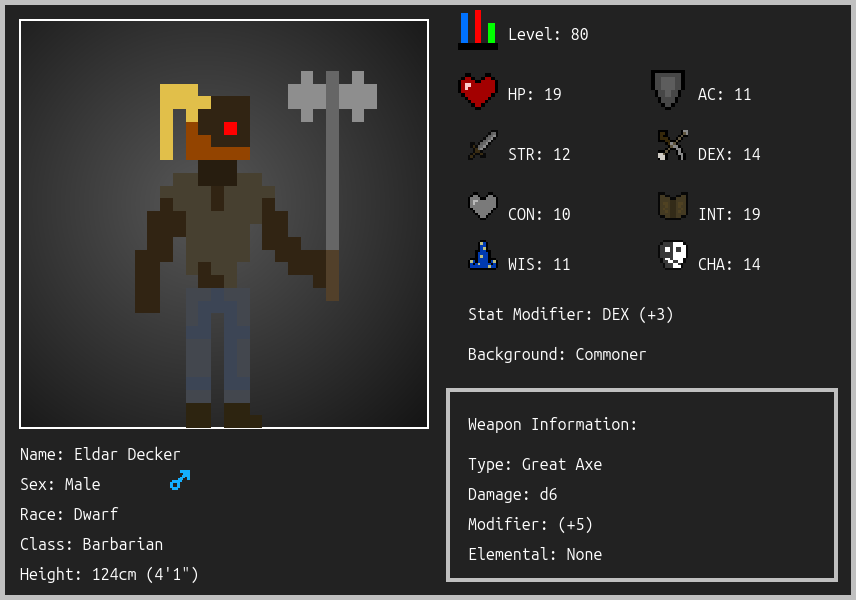 Level: 80
HP: 19
AC: 11
STR: 12
DEX: 14
CON: 10
INT: 19
WIS: 11
CHA: 14
Stat Modifier: DEX (+3)
Background: Commoner
Weapon Information:
Type: Great Axe
Damage: d6
Modifier: (+5)
Elemental: None
Name: Eldar Decker
Sex: Male
Race: Dwarf
Class: Barbarian
Height: 124cm (4'1")